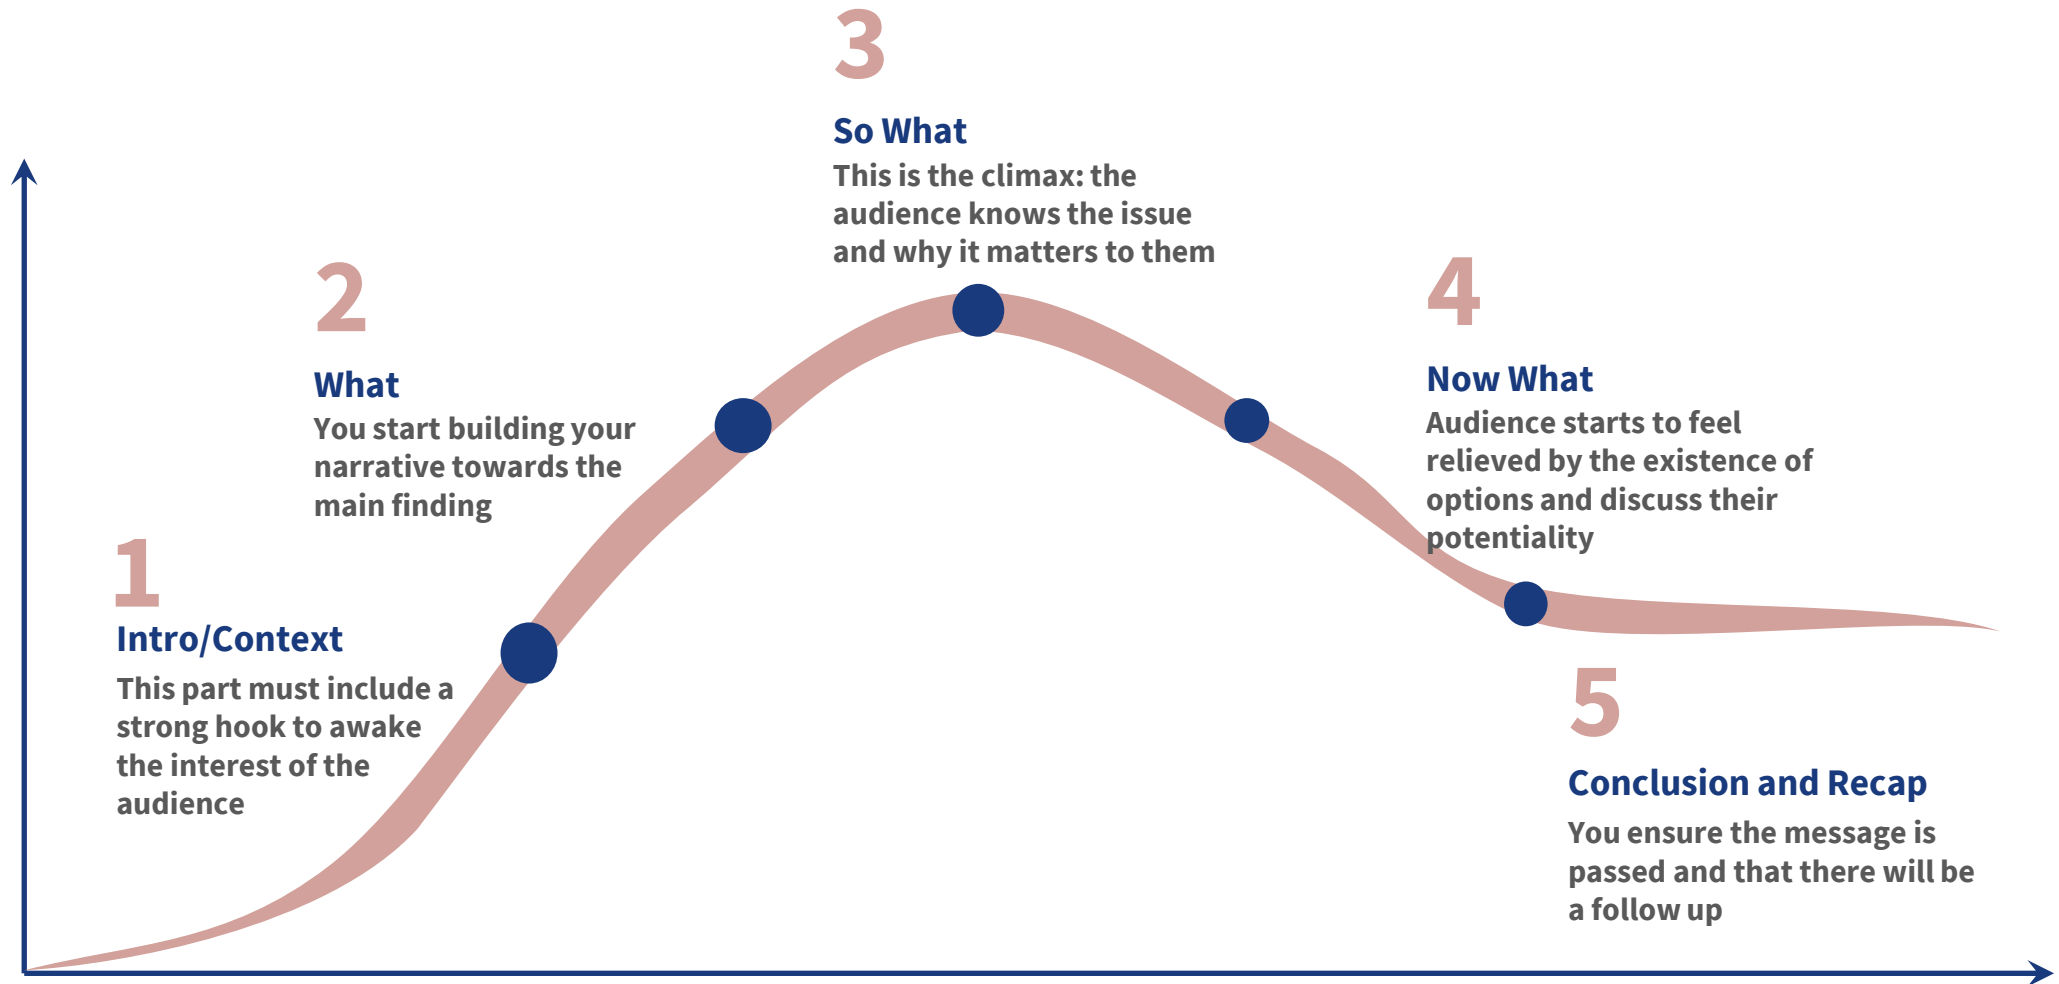 1
Intro/Context
This part must include a
strong hook to awake
the interest of the
audience
2
What
You start building your
narrative towards the
main finding
3
So What
This is the climax: the
audience knows the issue
and why it matters to them
4
Now What
Audience starts to feel
relieved by the existence of
options and discuss their
potentiality
5
Conclusion and Recap
You ensure the message is
passed and that there will be
a follow up